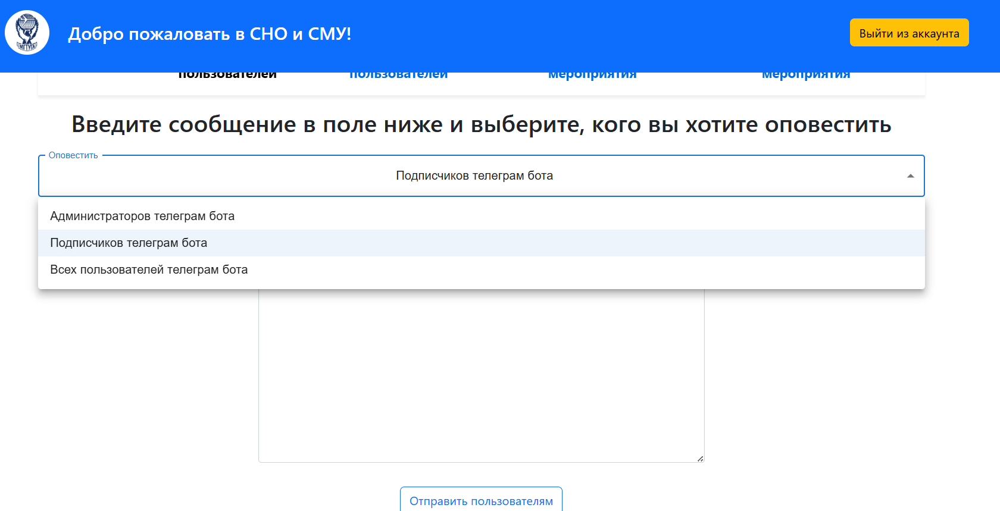 МГТУГА
Добро пожаловать в СНО и СМУ!
Выйти из аккаунта
пользователей
пользователей
мероприятия
мероприятия
Введите сообщение в поле ниже и выберите, кого вы хотите оповестить
Оповестить
Подписчиков телеграм бота
Администраторов телеграм бота
Подписчиков телеграм бота
Всех пользователей телеграм бота
Отправить пользователям